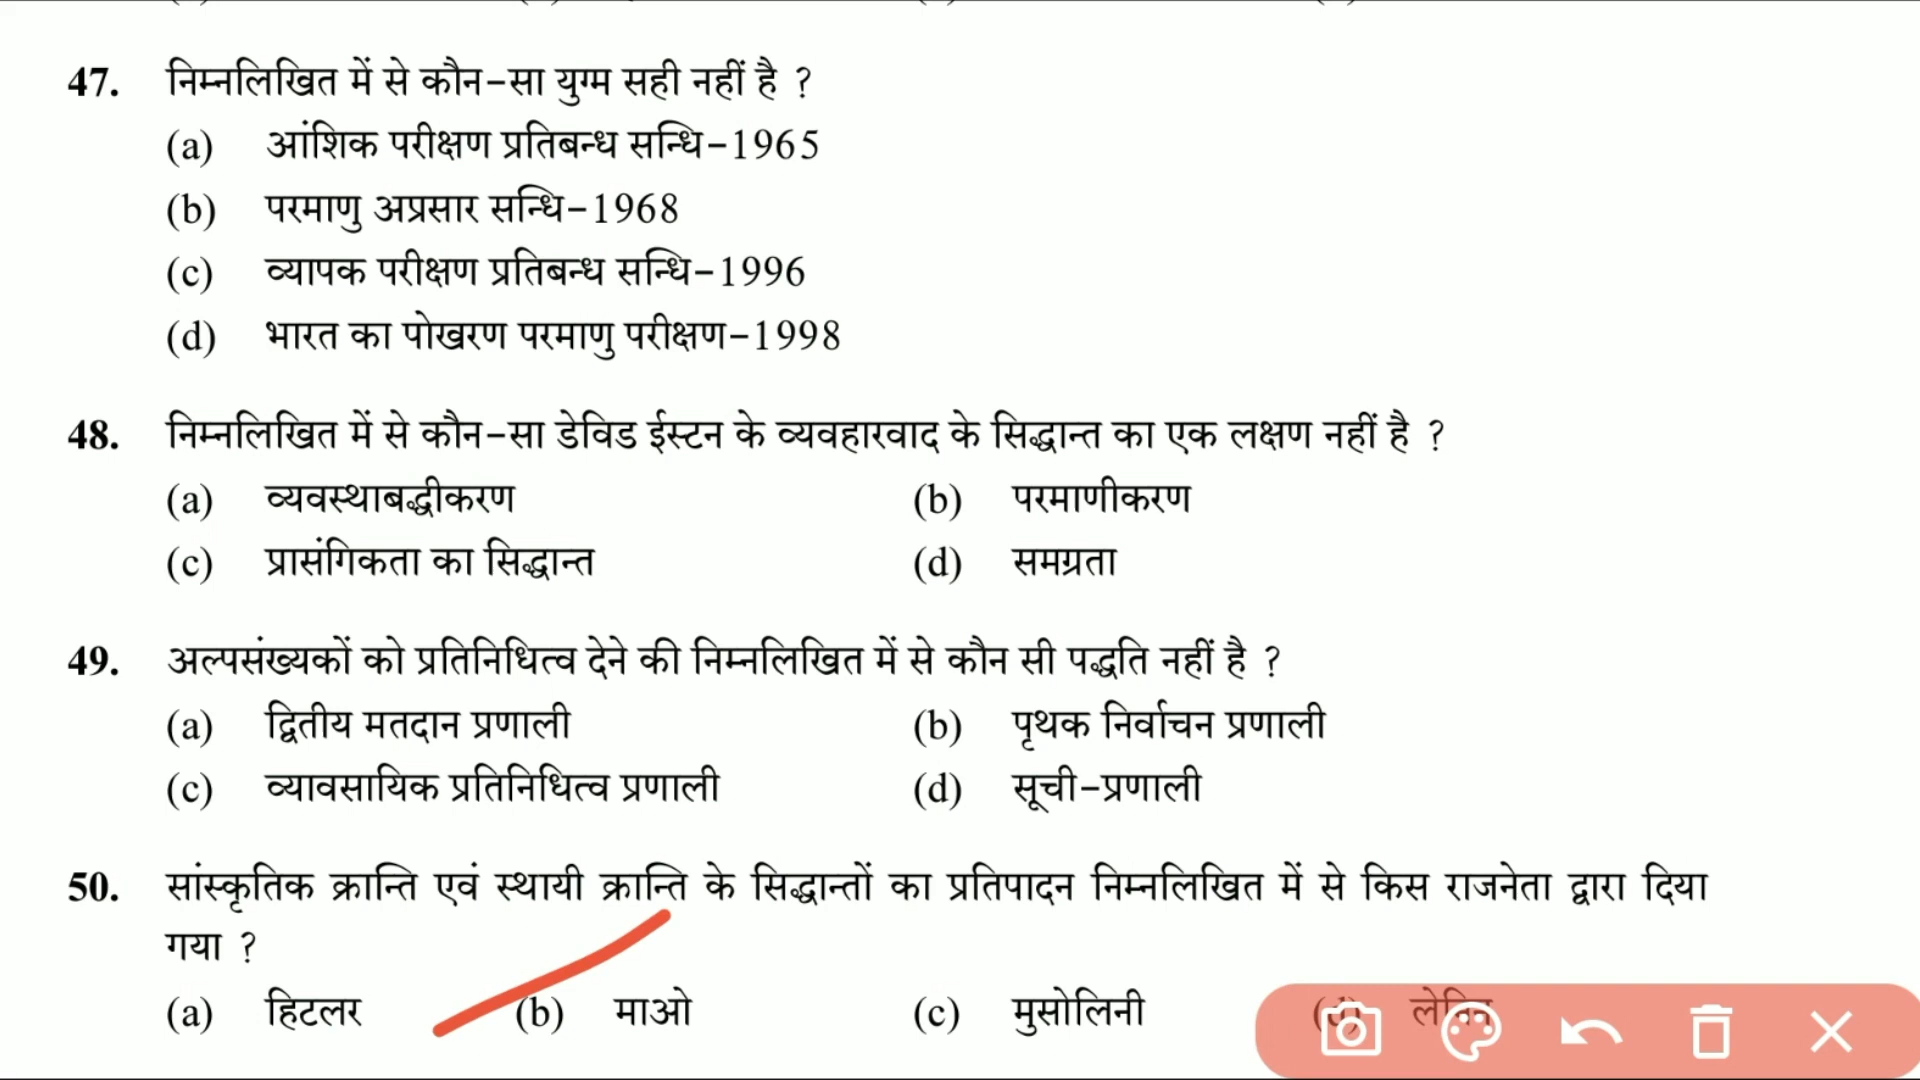 47. निम्नलिखित में से कौन-सा युग्म सही नहीं है ?
(a) आंशिक परीक्षण प्रतिबन्ध सन्धि-1965
(b) परमाणु अप्रसार सन्धि-1968
(c) व्यापक परीक्षण प्रतिबन्ध सन्धि-1996
(d) भारत का पोखरण परमाणु परीक्षण-1998
48. निम्नलिखित में से कौन-सा डेविड ईस्टन के व्यवहारवाद के सिद्धान्त का एक लक्षण नहीं है ?
(a) व्यवस्थाबद्धीकरण (b) परमाणीकरण
(c) प्रासंगिकता का सिद्धान्त (d) समग्रता
49. अल्पसंख्यकों को प्रतिनिधित्व देने की निम्नलिखित में से कौन सी पद्धति नहीं है ?
(a) द्वितीय मतदान प्रणाली (b) पृथक निर्वाचन प्रणाली
(c) व्यावसायिक प्रतिनिधित्व प्रणाली (d) सूची-प्रणाली
50. सांस्कृतिक क्रान्ति एवं स्थायी क्रान्ति के सिद्धान्तों का प्रतिपादन निम्नलिखित में से किस राजनेता द्वारा दिया
गया ?
(a) हिटलर (b) माओ (c) मुसोलिनी (d) लेनिन